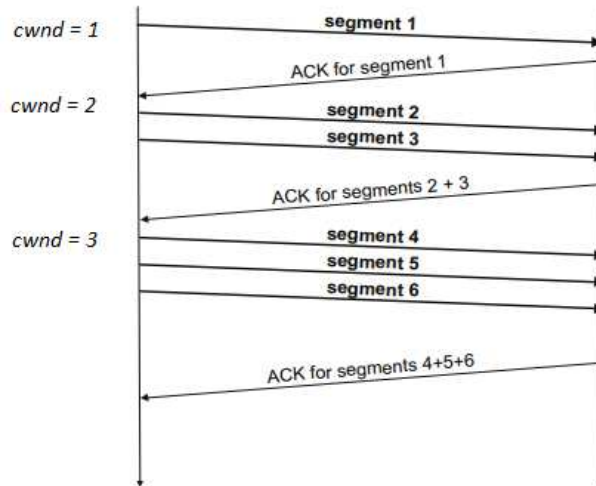 cwnd = 1
segment 1
ACK for segment 1
cwnd = 2
segment 2
segment 3
ACK for segments 2 + 3
cwnd = 3
segment 4
segment 5
segment 6
ACK for segments 4+5+6